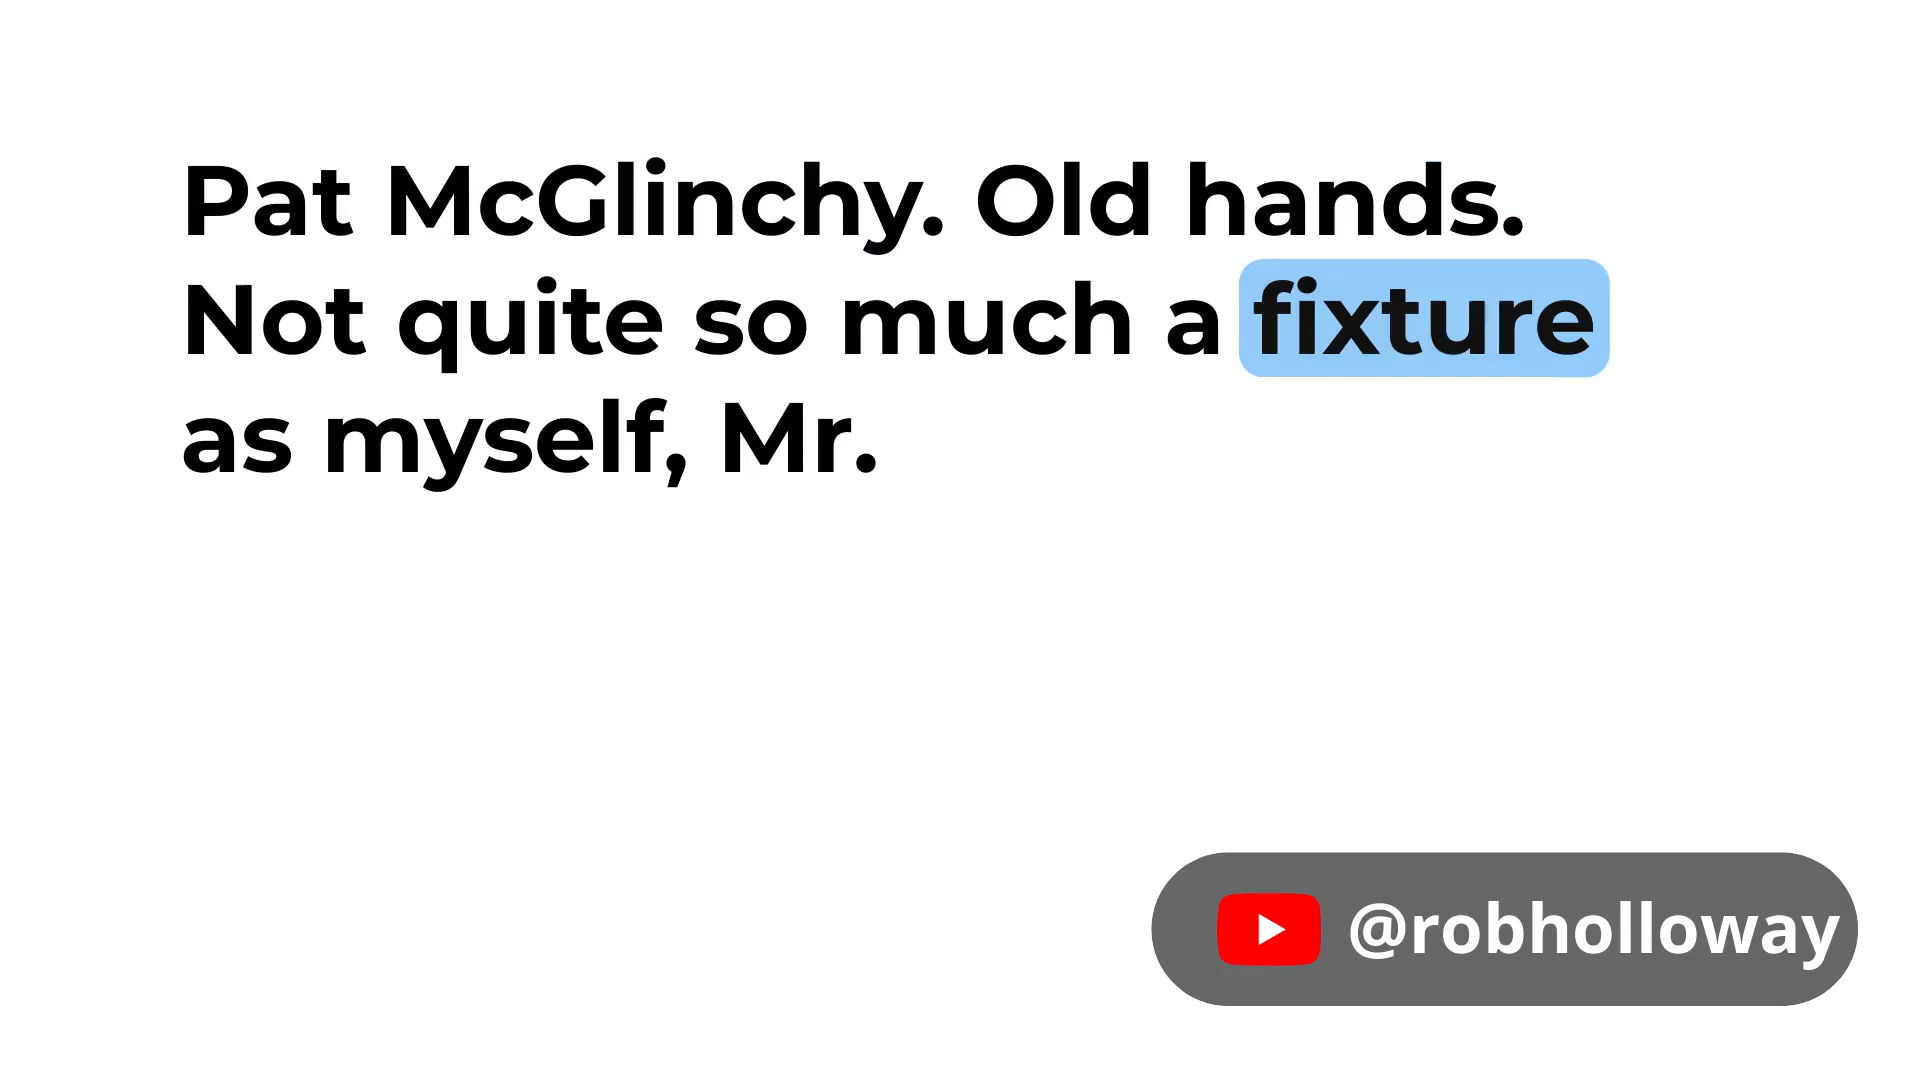 Pat McGlinchy. Old hands.
Not quite so much a fixture
as myself, Mr.
@robholloway